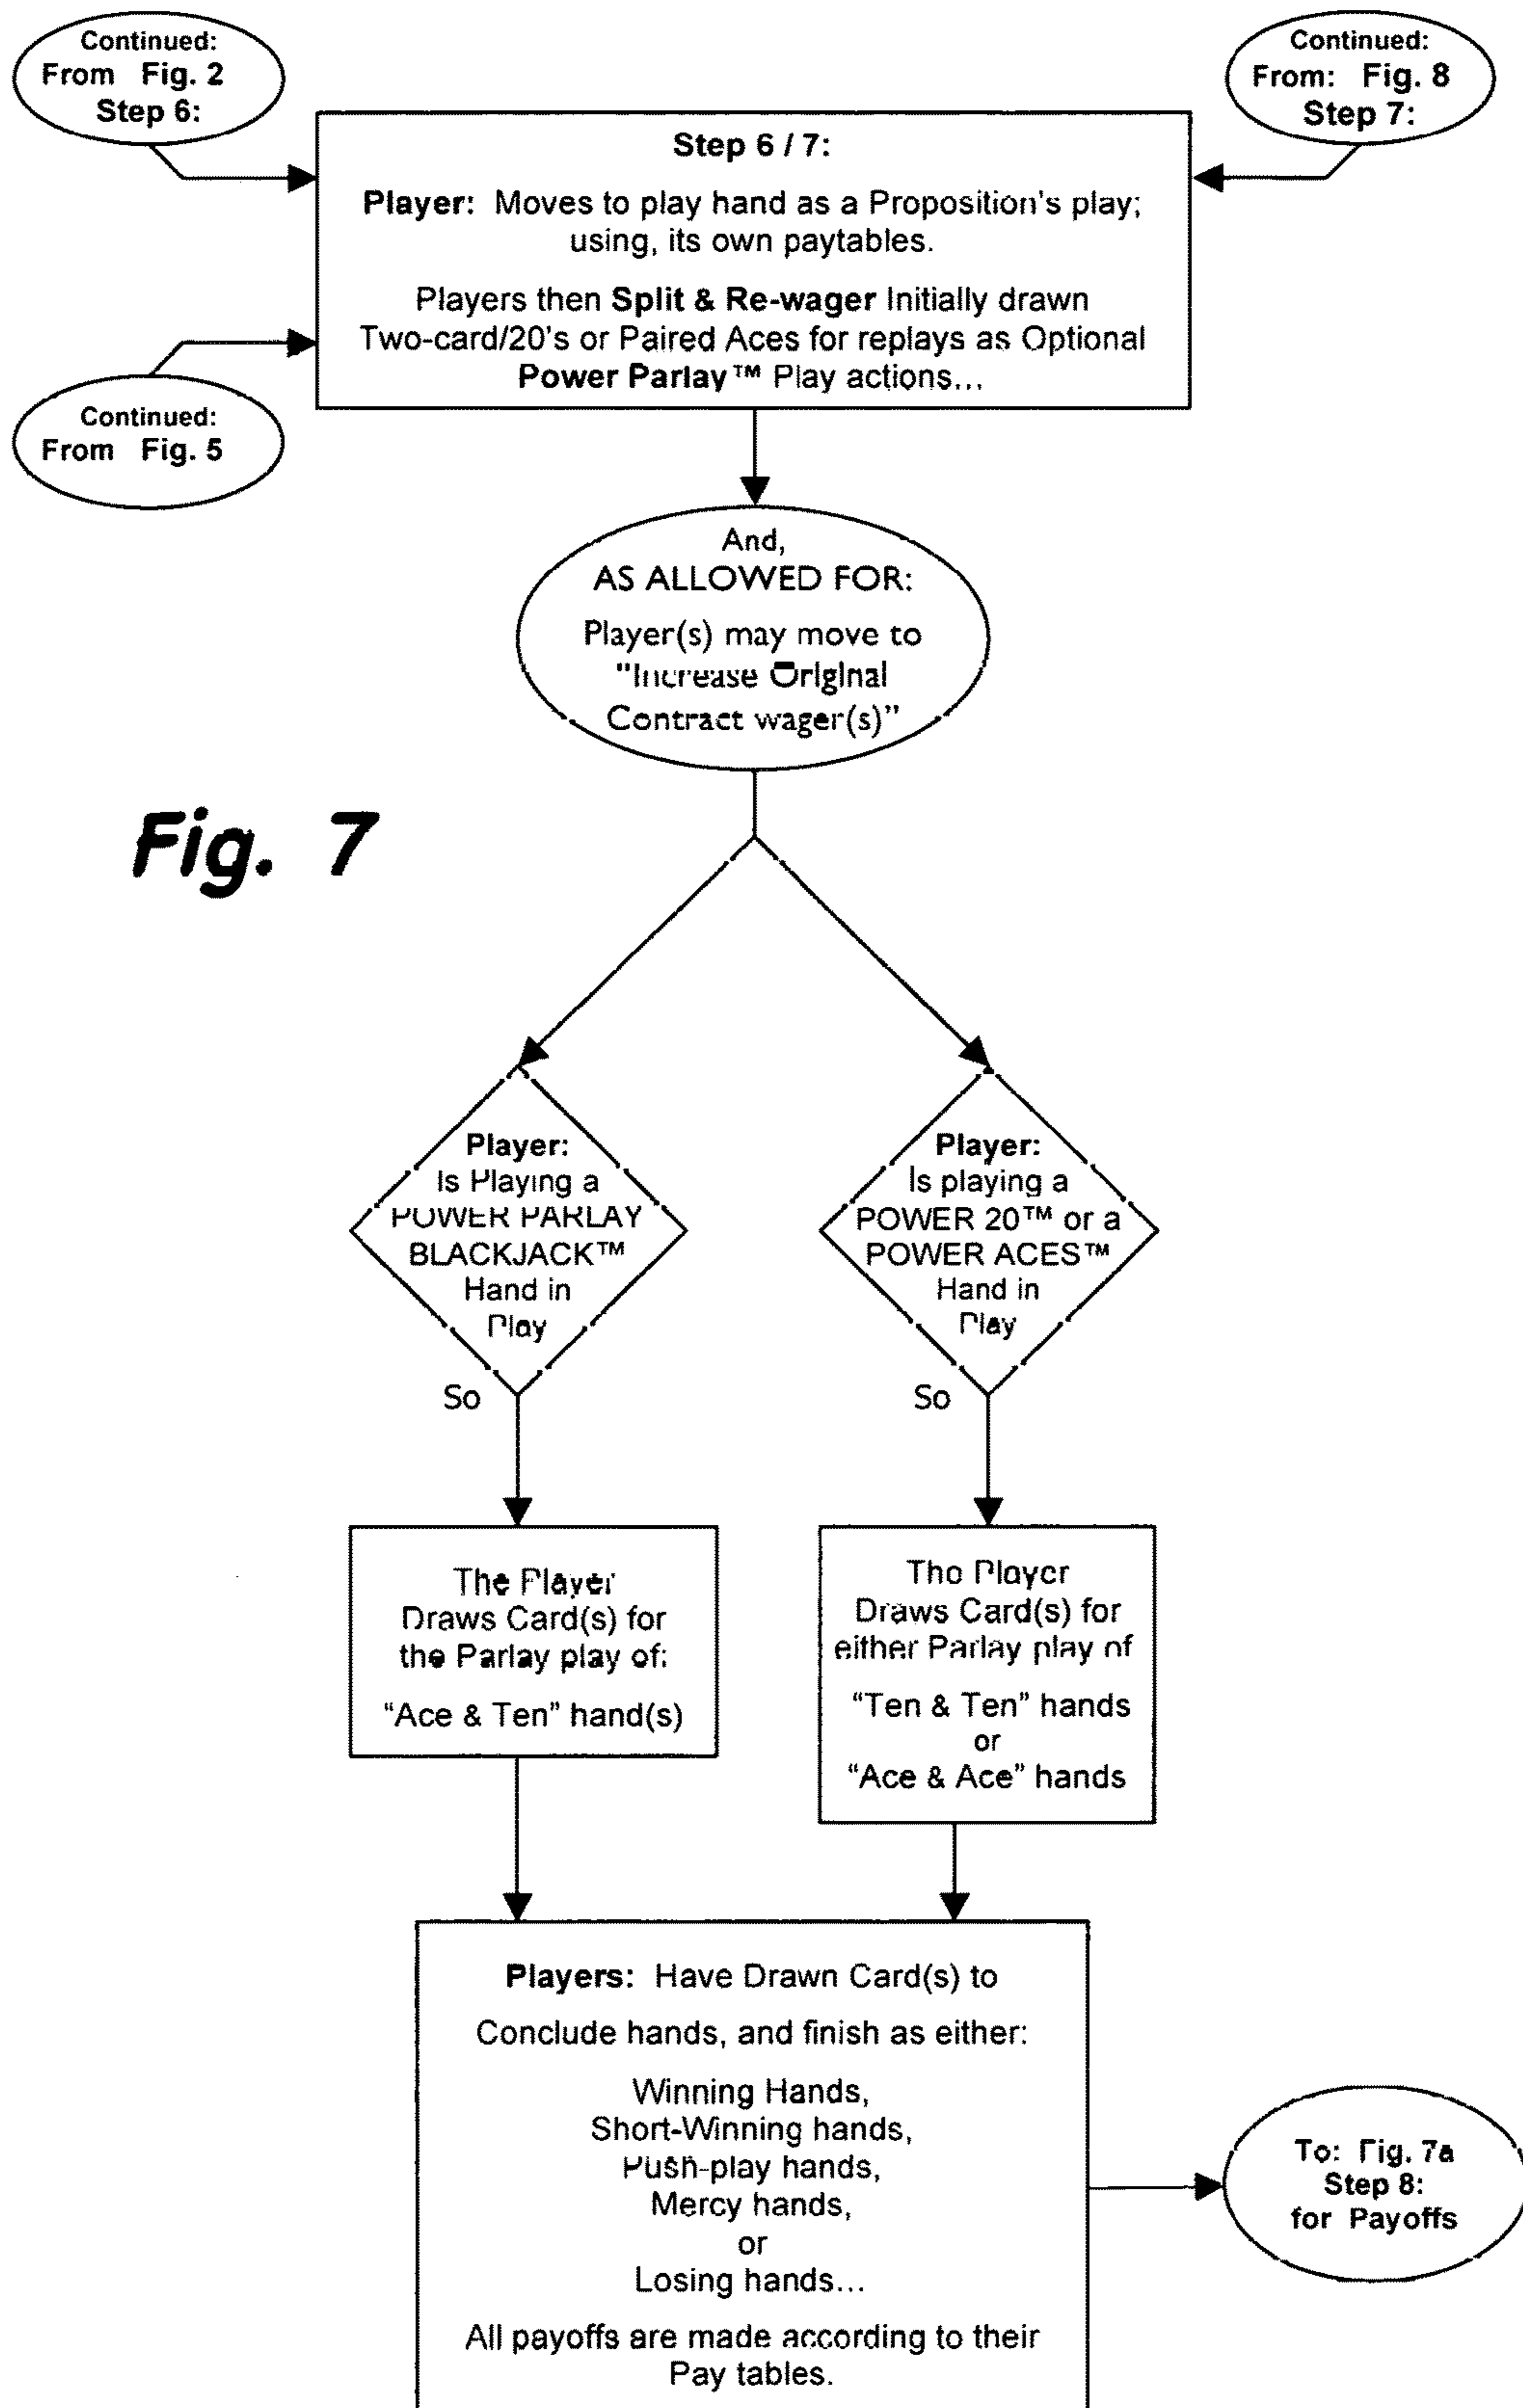 Continued:
From Fig. 2
Step 6:
Continued:
From: Fig. 8
Step 7:
Step 6 / 7:
Player: Moves to play hand as a Proposition's play;
using, its own paytables.
Players then Split & Re-wager Initially drawn
Two-card/20's or Paired Aces for replays as Optional
Power Parlay™ Play actions...
Continued:
From Fig. 5
And,
AS ALLOWED FOR:
Player(s) may move to
"Increase Original
Contract wager(s)"
Fig. 7
Player:
Is Playing a
POWER PARLAY
BLACKJACK™
Hand in
Play
Player:
Is playing a
POWER 20™ or a
POWER ACES™
Hand in
Play
So
So
The Player
Draws Card(s) for
the Parlay play of:
"Ace & Ten" hand(s)
The Player
Draws Card(s) for
either Parlay play of
"Ten & Ten" hands
or
"Ace & Ace" hands
Players: Have Drawn Card(s) to
Conclude hands, and finish as either:
Winning Hands,
Short-Winning hands,
Push-play hands,
Mercy hands,
or
Losing hands...
All payoffs are made according to their
Pay tables.
To: Fig. 7a
Step 8:
for Payoffs